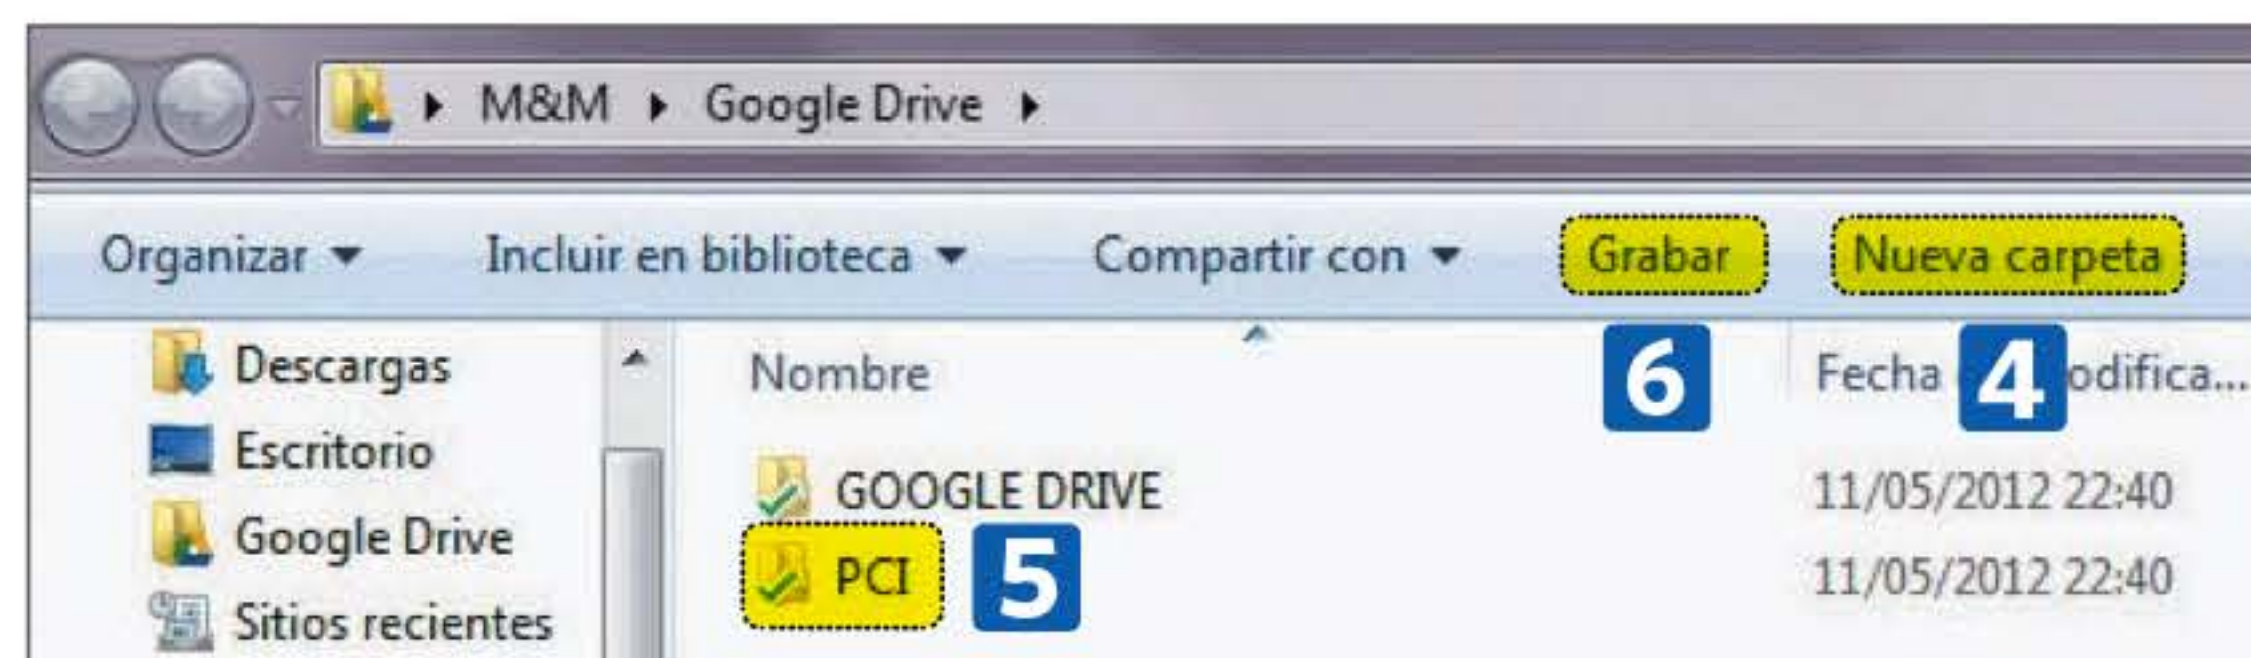 M&M Google Drive
Organizar Incluir en biblioteca Compartir con Grabar Nueva carpeta
Descargas Nombre 6 Fecha 4 odifica...
Escritorio
GOOGLE DRIVE 11/05/2012 22:40
Google Drive
PCI 5 11/05/2012 22:40
Sitios recientes